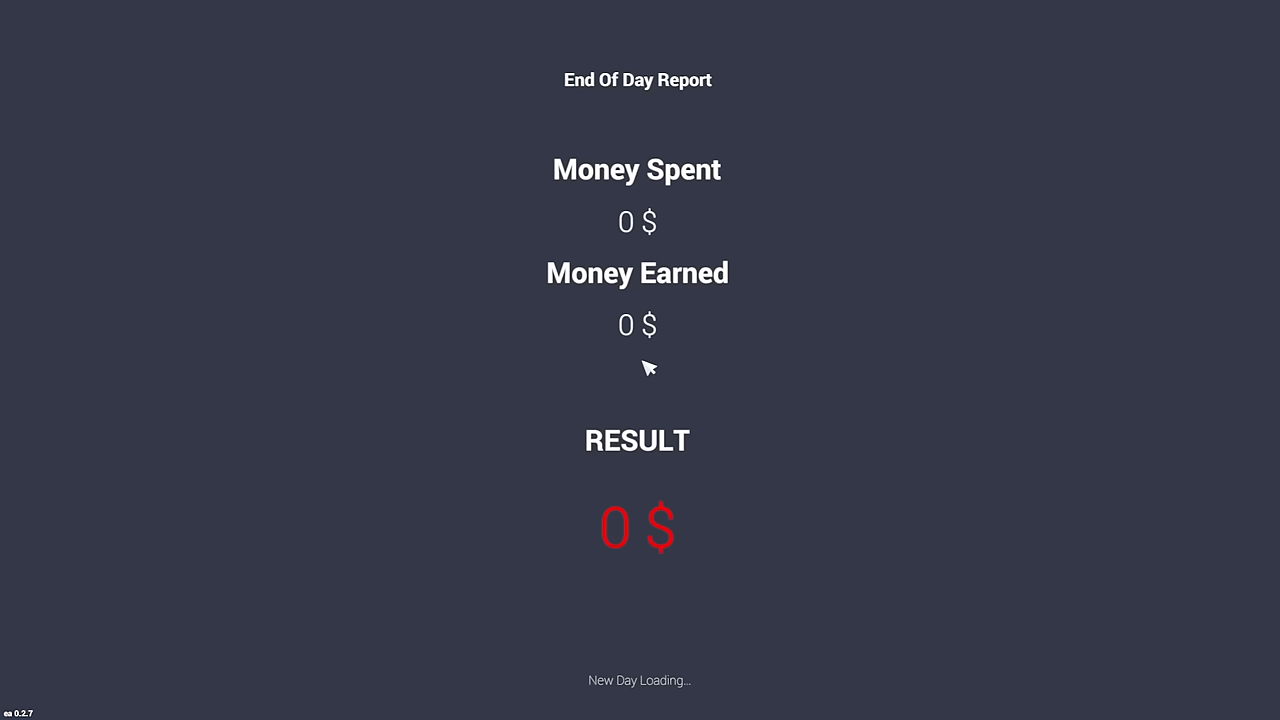 End Of Day Report
Money Spent
0 $
Money Earned
0 $
RESULT
0 $
New Day Loading...
ea 0.2.7